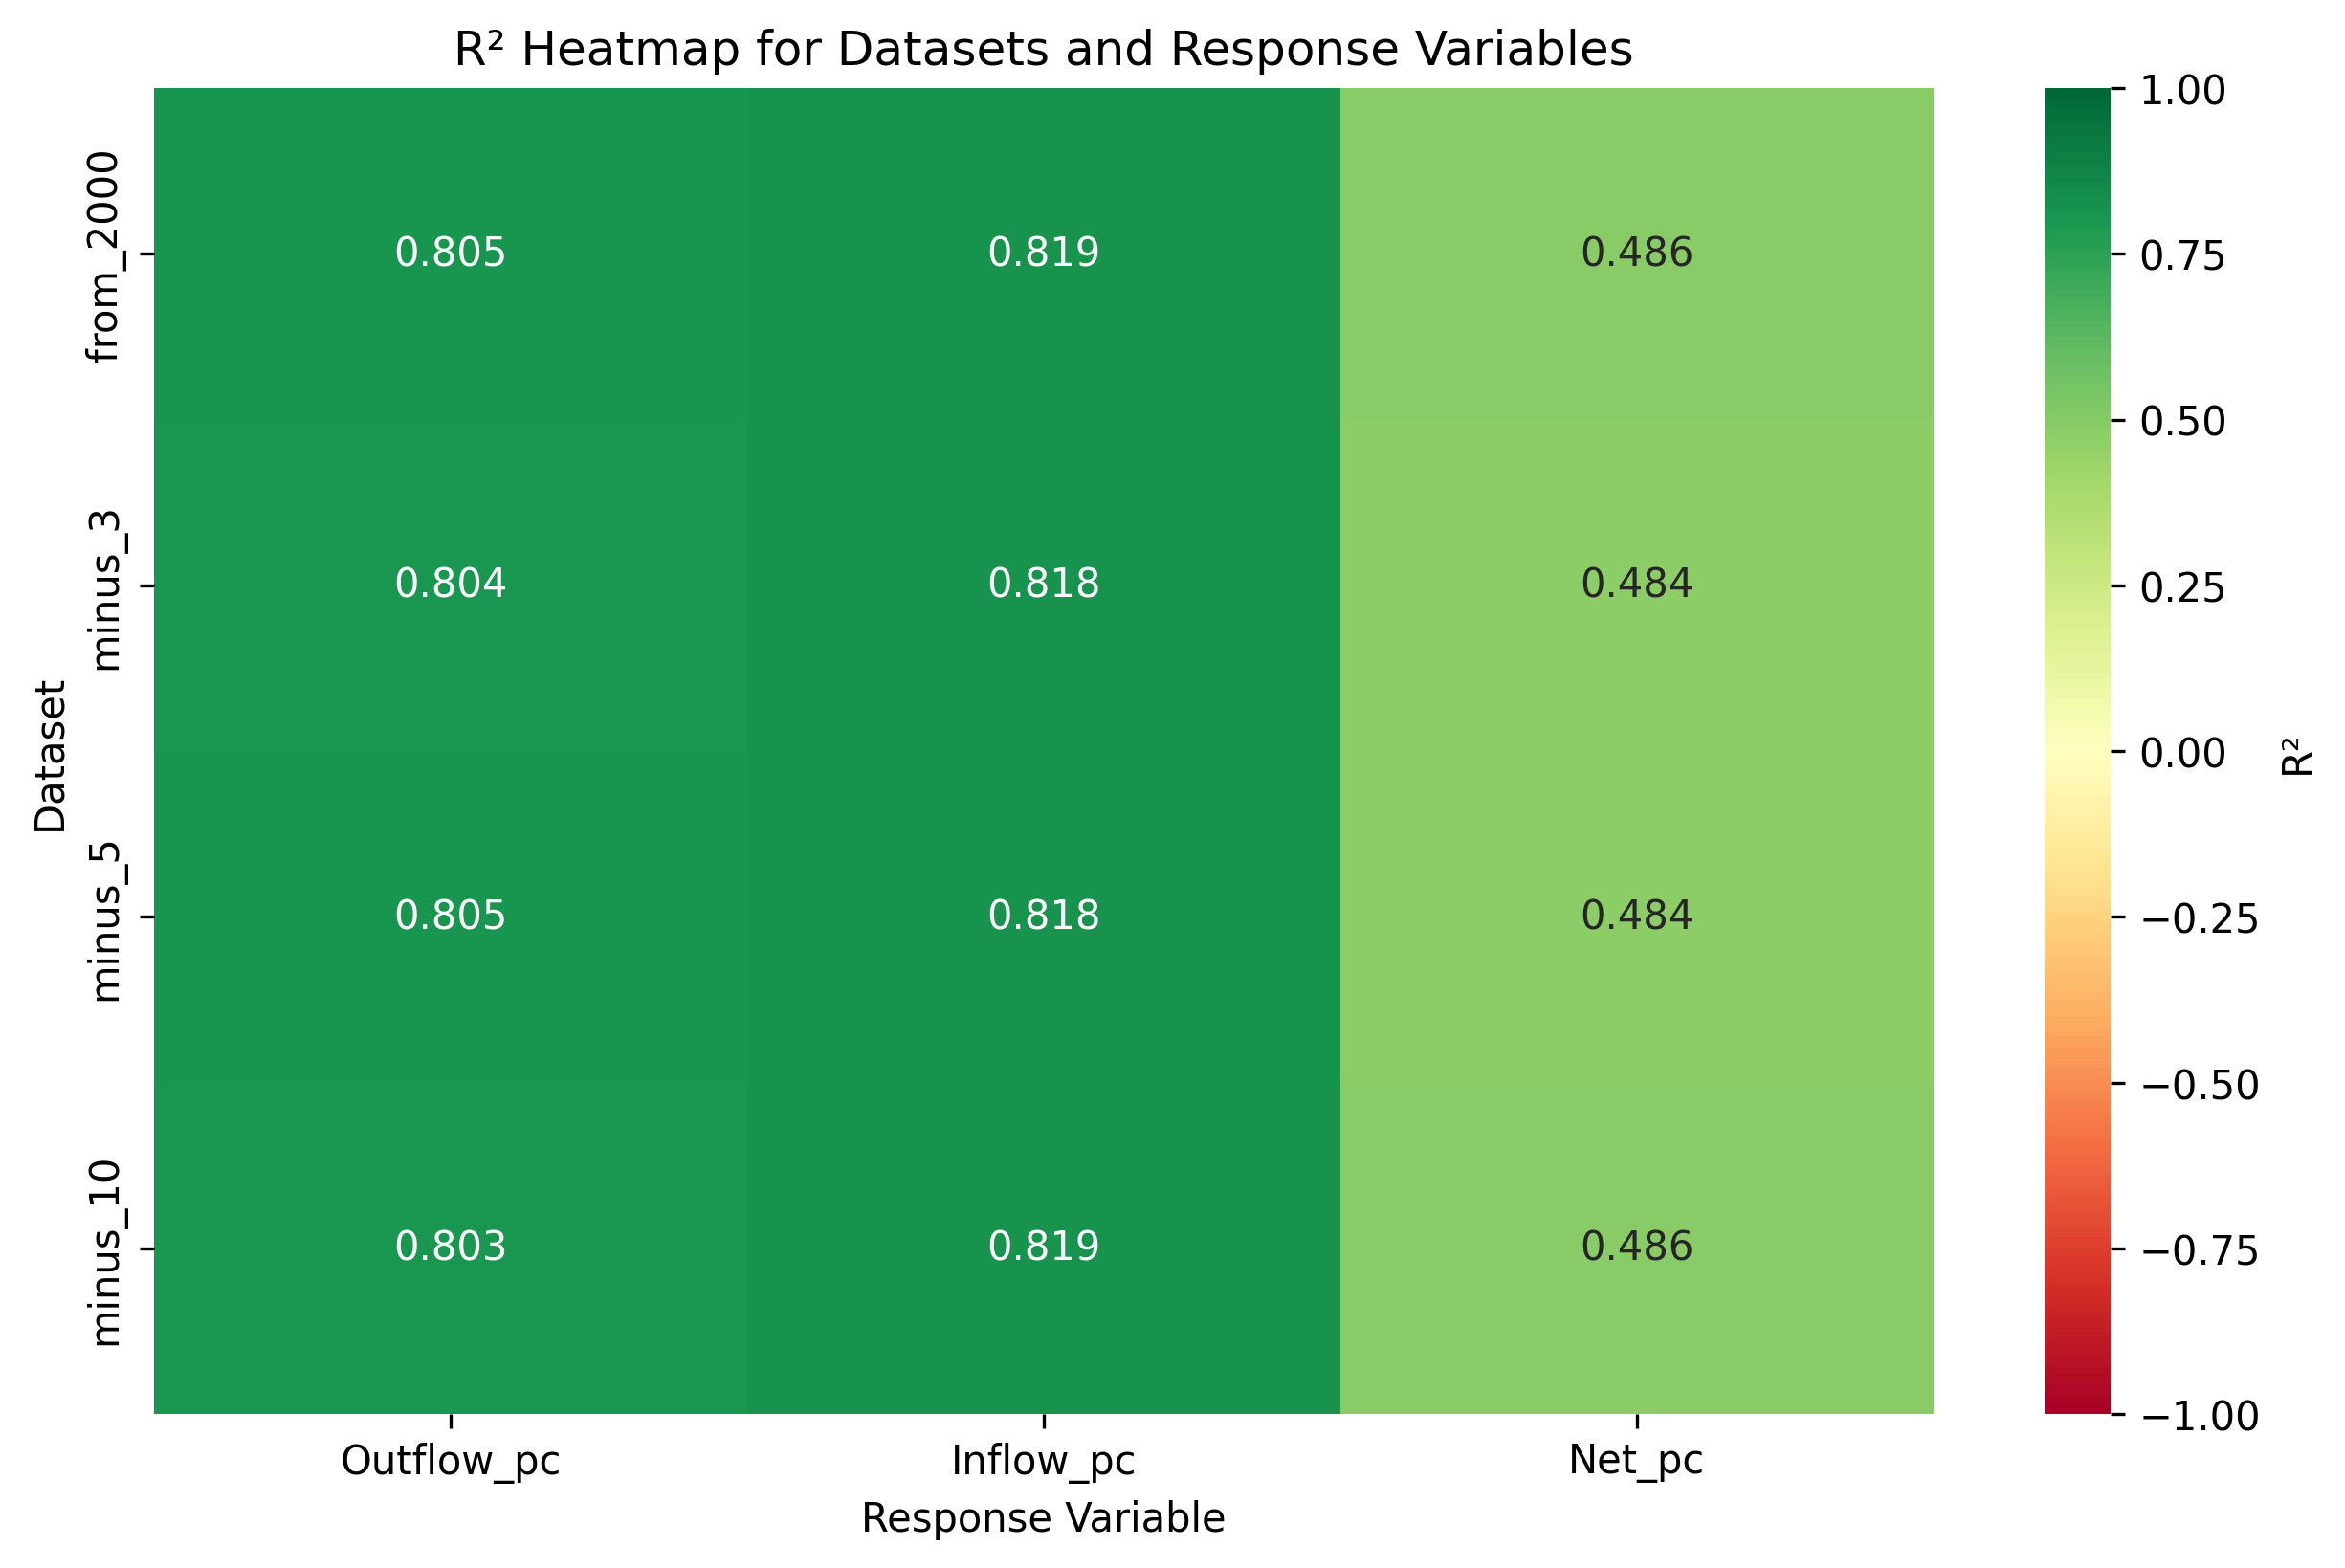 R² Heatmap for Datasets and Response Variables
Dataset
from_2000
0.805
0.819
0.486
minus_3
0.804
0.818
0.484
minus_5
0.805
0.818
0.484
minus_10
0.803
0.819
0.486
Outflow_pc
Inflow_pc
Net_pc
Response Variable
1.00
0.75
0.50
0.25
0.00
−0.25
−0.50
−0.75
−1.00
R²